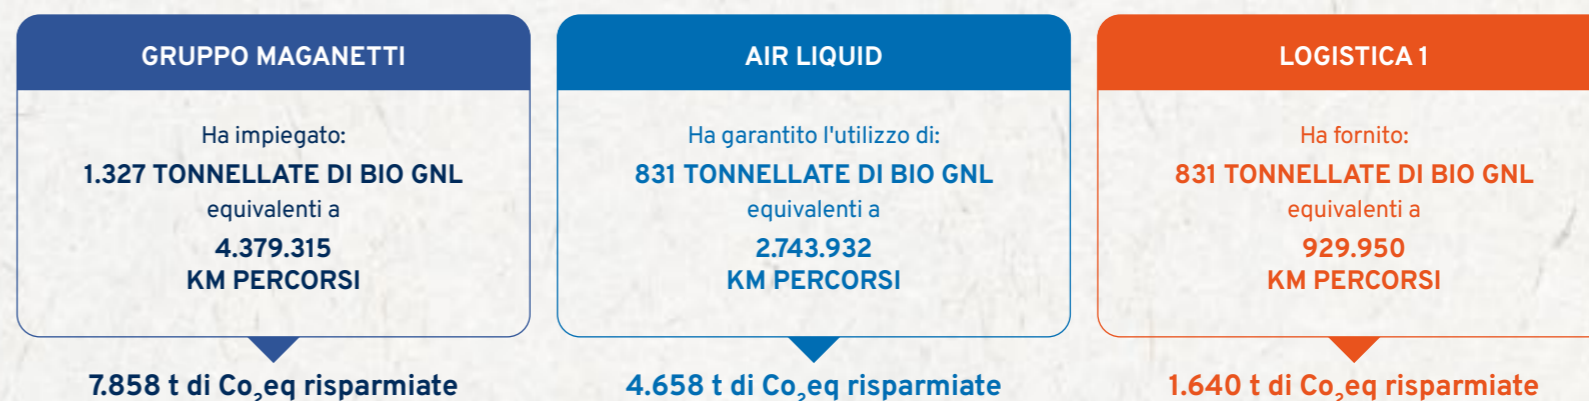 GRUPPO MAGANETTI
Ha impiegato:
1.327 TONNELLATE DI BIO GNL
equivalenti a
4.379.315
KM PERCORSI
7.858 t di Co₂eq risparmiate
AIR LIQUID
Ha garantito l'utilizzo di:
831 TONNELLATE DI BIO GNL
equivalenti a
2.743.932
KM PERCORSI
4.658 t di Co₂eq risparmiate
LOGISTICA 1
Ha fornito:
831 TONNELLATE DI BIO GNL
equivalenti a
929.950
KM PERCORSI
1.640 t di Co₂eq risparmiate